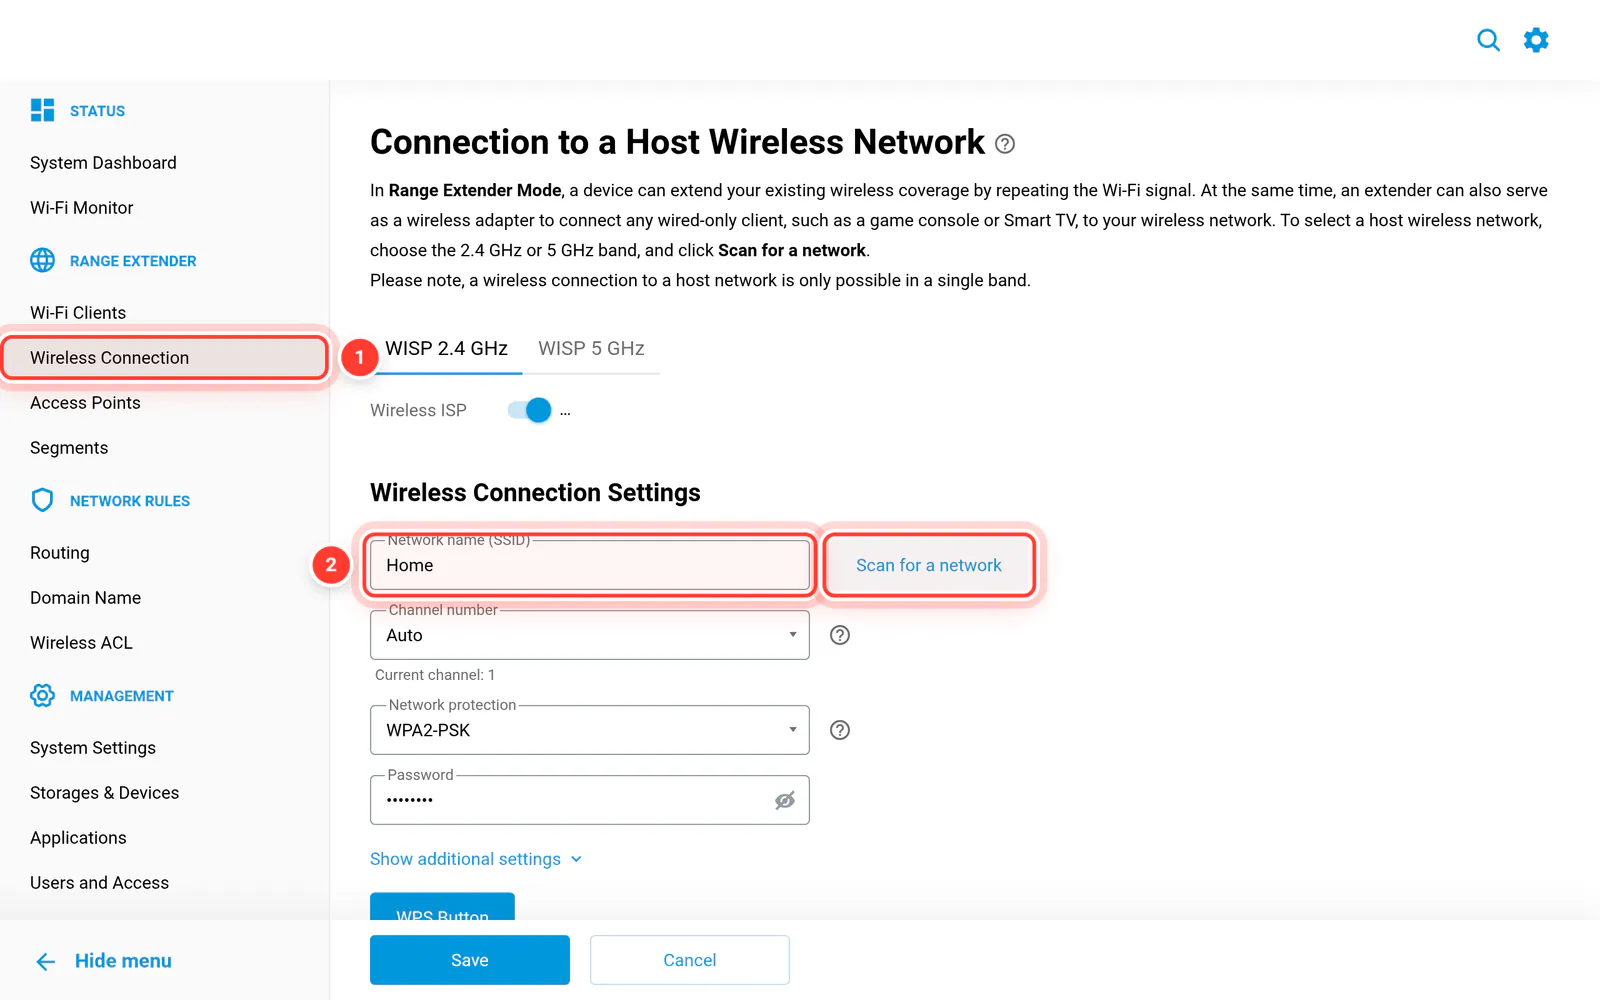 STATUS
System Dashboard
Wi-Fi Monitor
RANGE EXTENDER
Wi-Fi Clients
Wireless Connection
Access Points
Segments
NETWORK RULES
Routing
Domain Name
Wireless ACL
MANAGEMENT
System Settings
Storages & Devices
Applications
Users and Access
Hide menu
Connection to a Host Wireless Network
In Range Extender Mode, a device can extend your existing wireless coverage by repeating the Wi-Fi signal. At the same time, an extender can also serve
as a wireless adapter to connect any wired-only client, such as a game console or Smart TV, to your wireless network. To select a host wireless network,
choose the 2.4 GHz or 5 GHz band, and click Scan for a network.
Please note, a wireless connection to a host network is only possible in a single band.
1
WISP 2.4 GHz
WISP 5 GHz
Wireless ISP
...
Wireless Connection Settings
2
Network name (SSID)
Home
Scan for a network
Channel number
Auto
Current channel: 1
Network protection
WPA2-PSK
Password
••••••••
Show additional settings
WPS Button
Save
Cancel